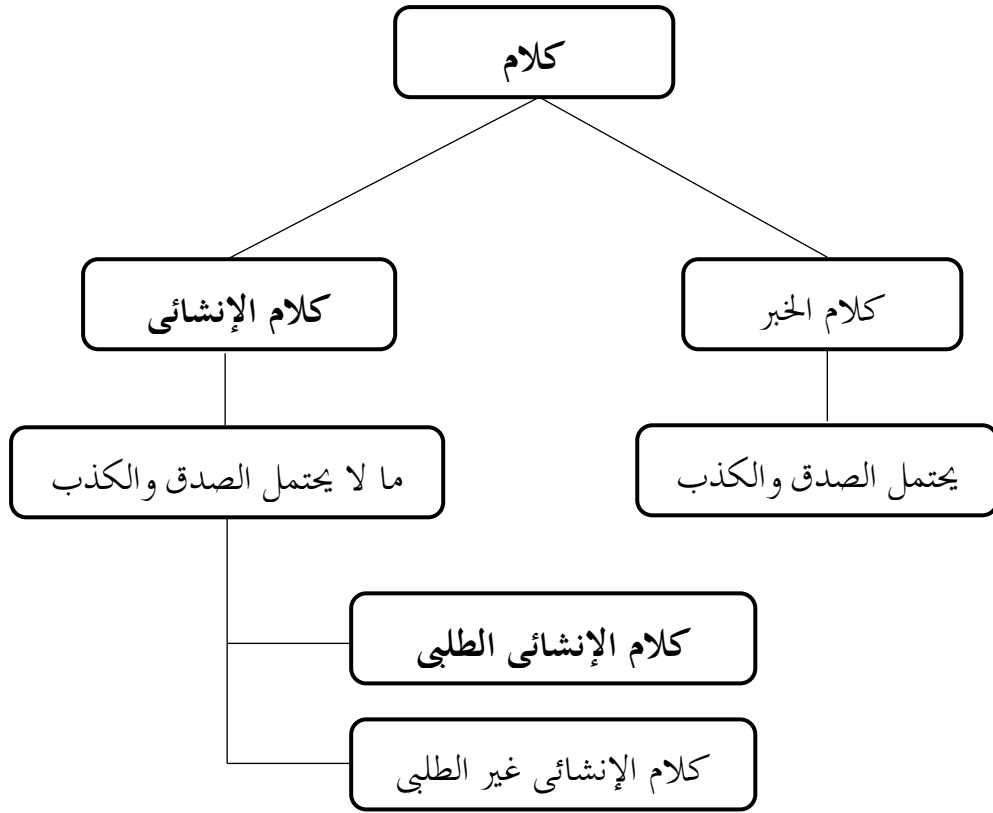 كلام
كلام الخبر
كلام الإنشائى
يحتمل الصدق والكذب
ما لا يحتمل الصدق والكذب
كلام الإنشائى الطلبى
كلام الإنشائى غير الطلبى